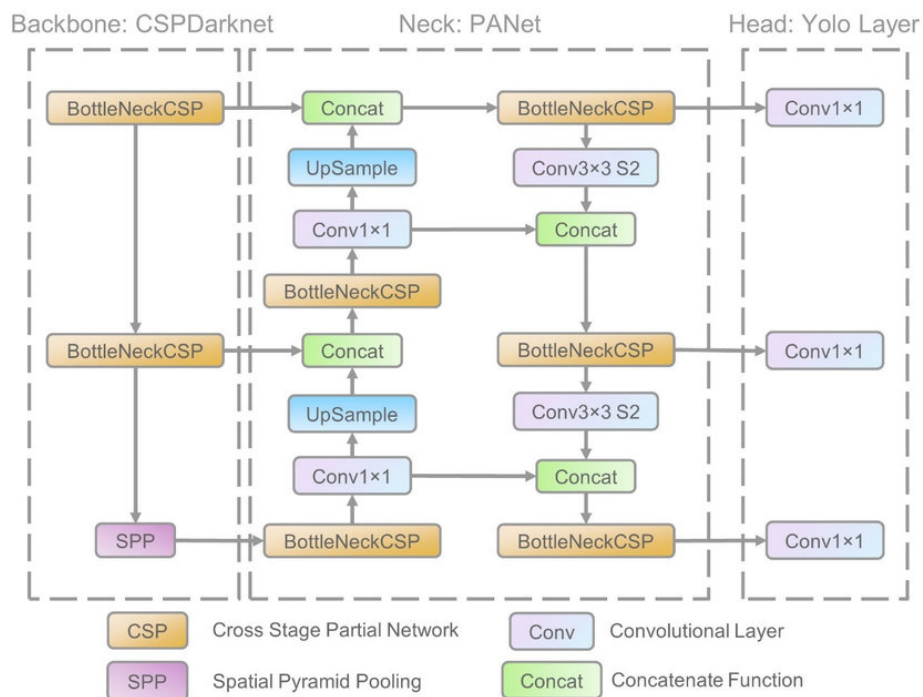 Backbone: CSPDarknet
Neck: PANet
Head: Yolo Layer
BottleNeckCSP
Concat
BottleNeckCSP
Conv1×1
UpSample
Conv3×3 S2
Conv1×1
Concat
BottleNeckCSP
BottleNeckCSP
Concat
BottleNeckCSP
Conv1×1
UpSample
Conv3×3 S2
Conv1×1
Concat
SPP
BottleNeckCSP
BottleNeckCSP
Conv1×1
CSP
Cross Stage Partial Network
Conv
Convolutional Layer
SPP
Spatial Pyramid Pooling
Concat
Concatenate Function